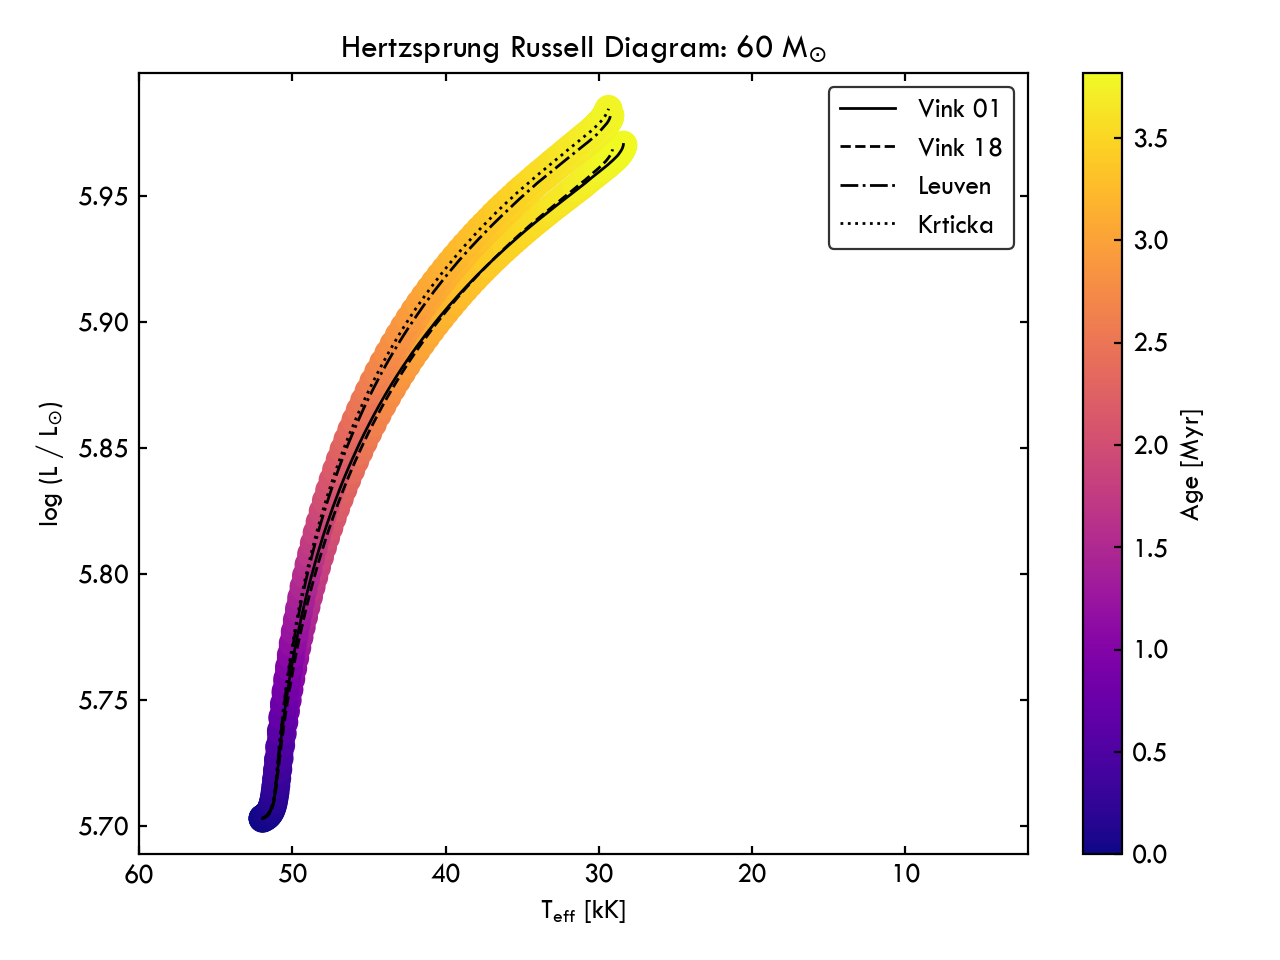 Hertzsprung Russell Diagram: 60 M☉
Vink 01
Vink 18
Leuven
Krticka
5.95
5.90
5.85
5.80
5.75
5.70
log (L / L☉)
60
50
40
30
20
10
Teff [kK]
3.5
3.0
2.5
2.0
1.5
1.0
0.5
0.0
Age [Myr]